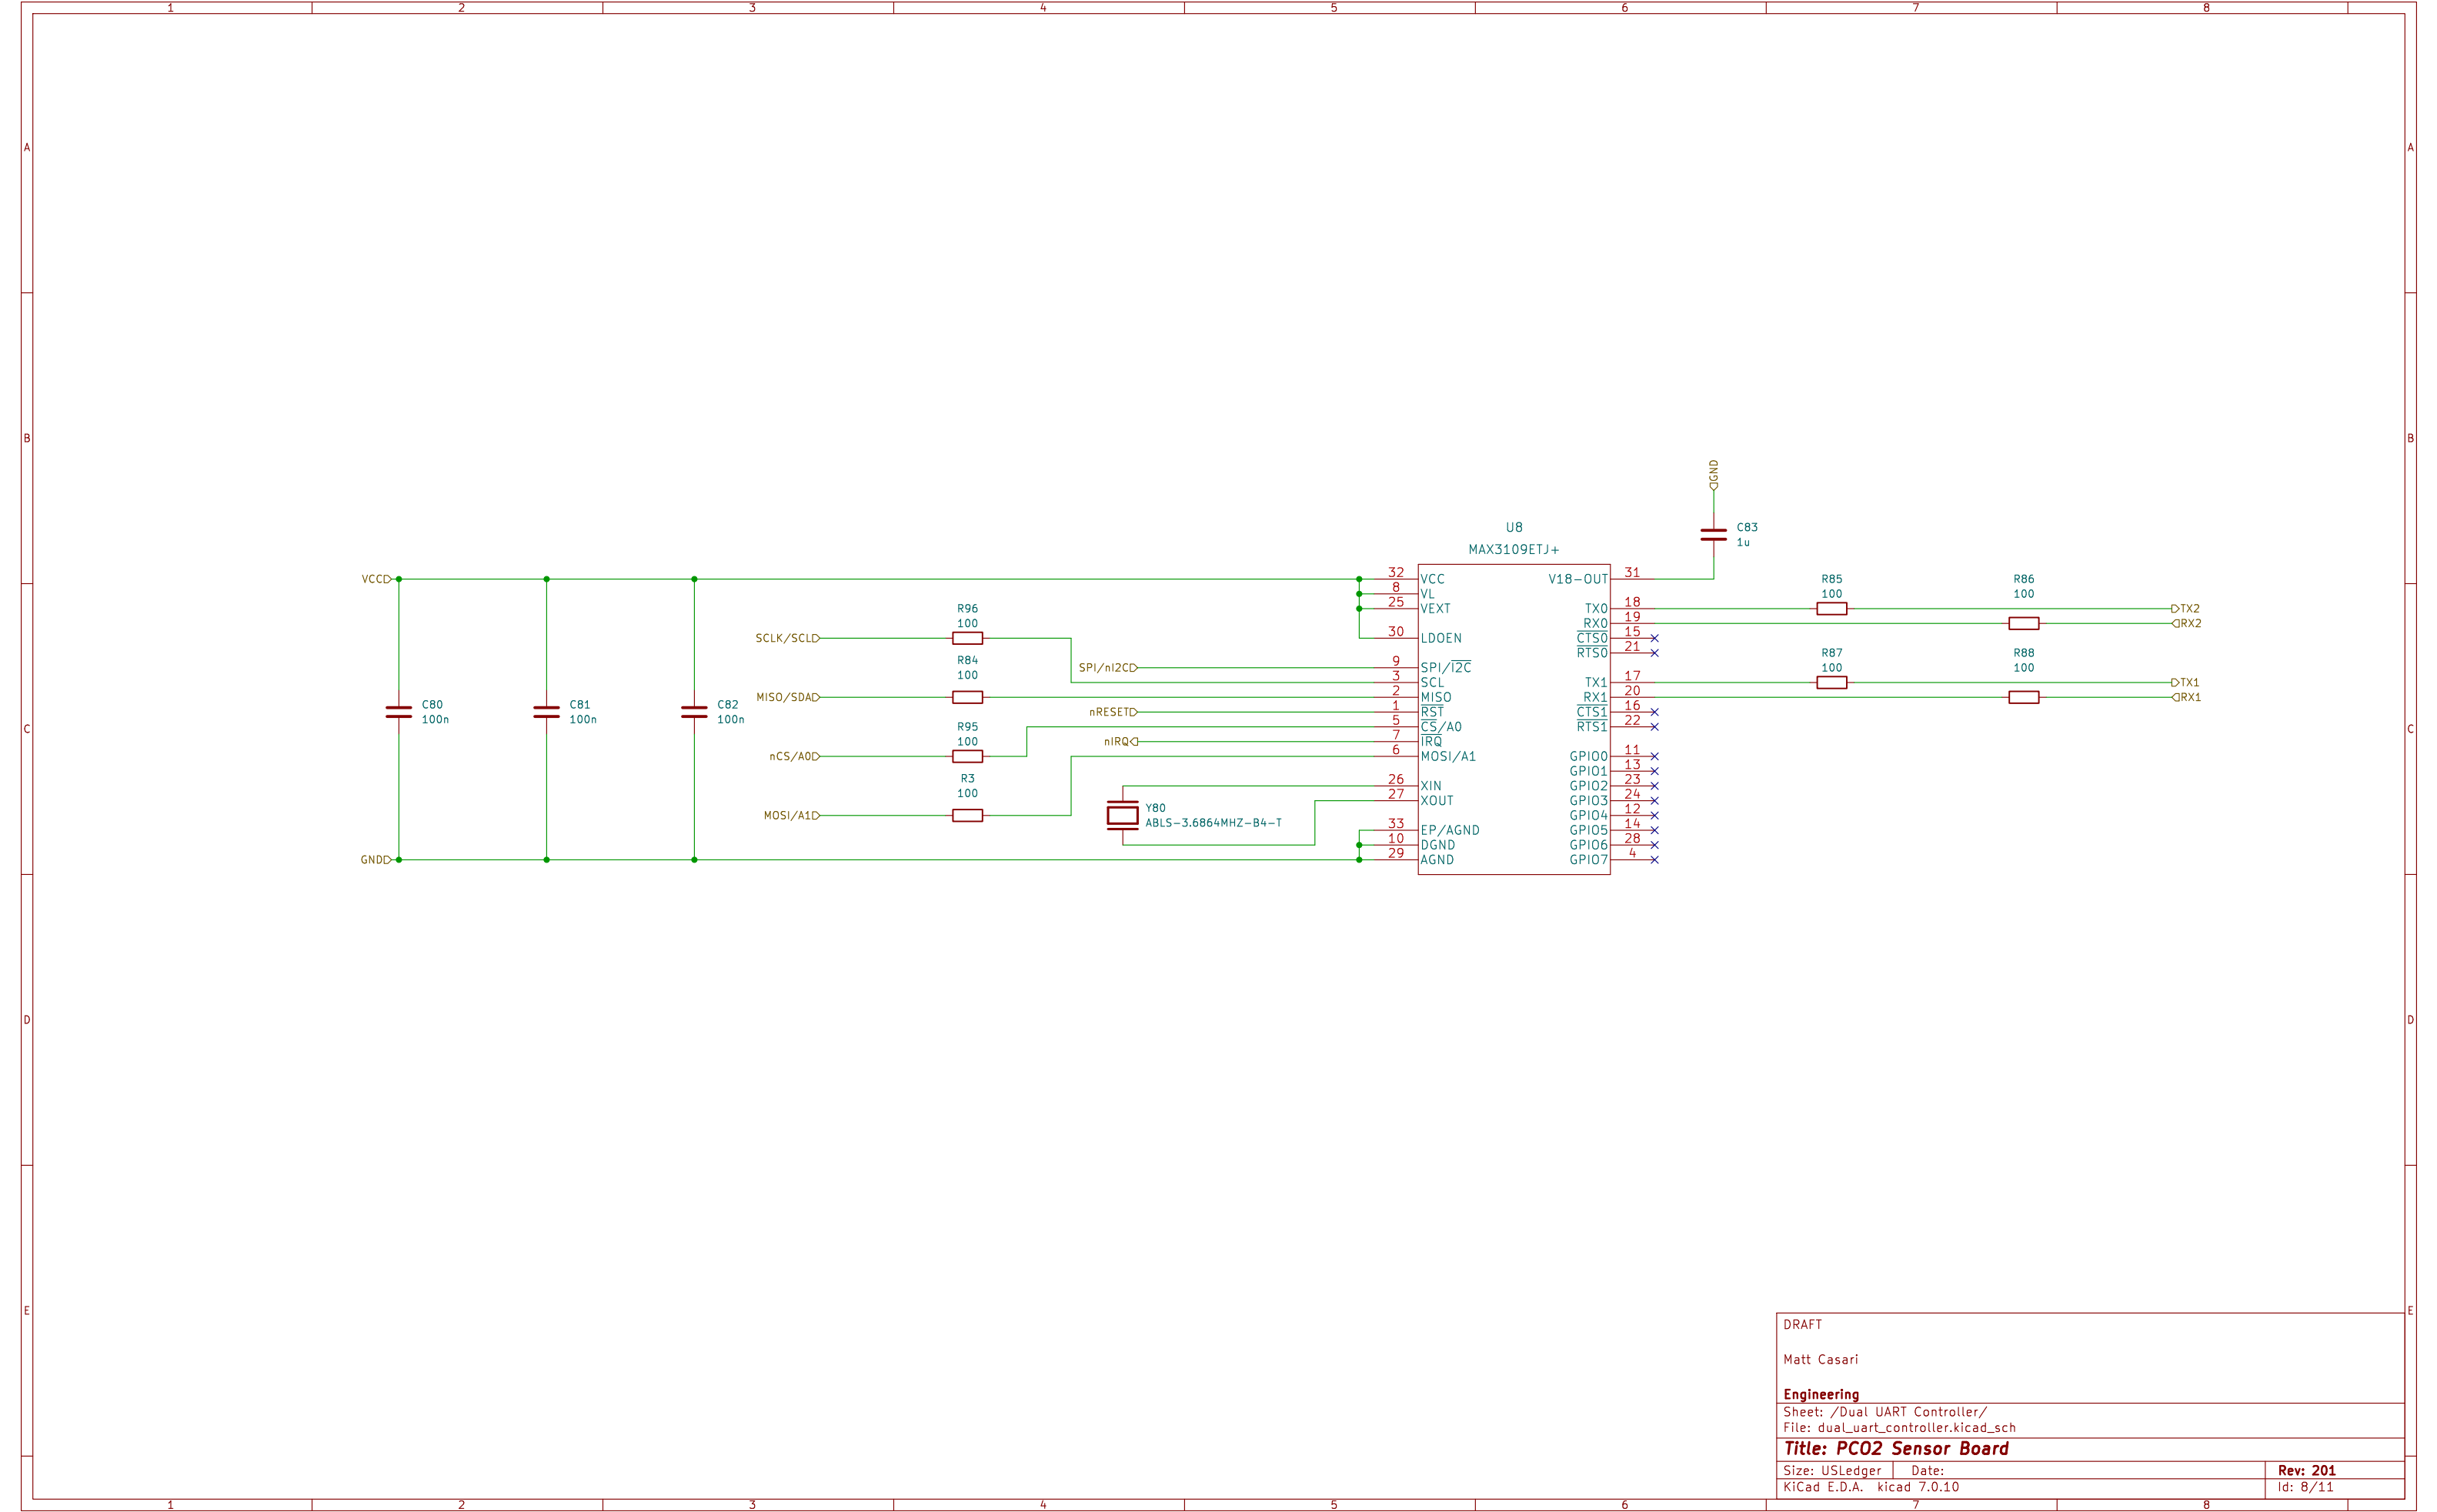 1 2 3 4 5 6 7 8
A A
B B
GND
U8
MAX3109ETJ+
C83
1u
VCC
32 VCC
V18-OUT 31
R85
100
R86
100
8 VL
25 VEXT
TX0 18
TX2
R96
100
RX0 19
RX2
SCLK/SCL
30 LDOEN
CTS0 15
RTS0 21
R84
100
SPI/nI2C
9 SPI/I2C
R87
100
R88
100
3 SCL
TX1 17
TX1
MISO/SDA
2 MISO
RX1 20
RX1
C80
100n
C81
100n
C82
100n
nRESET
1 RST
CTS1 16
C C
5 CS/A0
RTS1 22
R95
100
nIRQ
7 IRQ
nCS/A0
6 MOSI/A1
GPIO0 11
GPIO1 13
R3
100
26 XIN
GPIO2 23
27 XOUT
GPIO3 24
Y80
ABLS-3.6864MHZ-B4-T
MOSI/A1
GPIO4 12
33 EP/AGND
GPIO5 14
10 DGND
GPIO6 28
GND
29 AGND
GPIO7 4
D D
E E
DRAFT
Matt Casari
Engineering
Sheet: /Dual UART Controller/
File: dual_uart_controller.kicad_sch
Title: PCO2 Sensor Board
Size: USLedger Date: Rev: 201
KiCad E.D.A. kicad 7.0.10 Id: 8/11
1 2 3 4 5 6 7 8